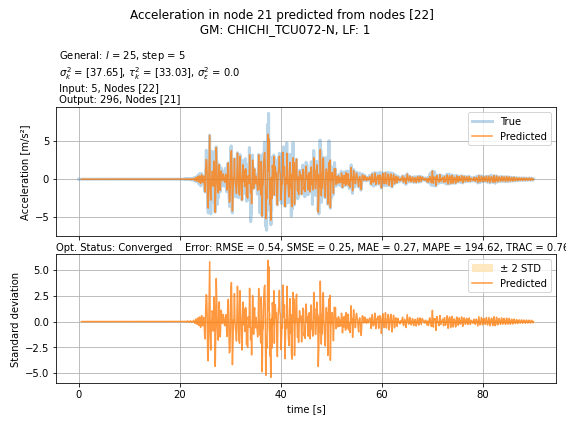 Acceleration in node 21 predicted from nodes [22]
GM: CHICHI_TCU072-N, LF: 1
General: l = 25, step = 5
σ²ₖ = [37.65], τ²ₖ = [33.03], σ²ε = 0.0
Input: 5, Nodes [22]
Output: 296, Nodes [21]
Acceleration [m/s²]
5
0
−5
True
Predicted
Opt. Status: Converged Error: RMSE = 0.54, SMSE = 0.25, MAE = 0.27, MAPE = 194.62, TRAC = 0.76
Standard deviation
5.0
2.5
0.0
−2.5
−5.0
± 2 STD
Predicted
0 20 40 60 80
time [s]